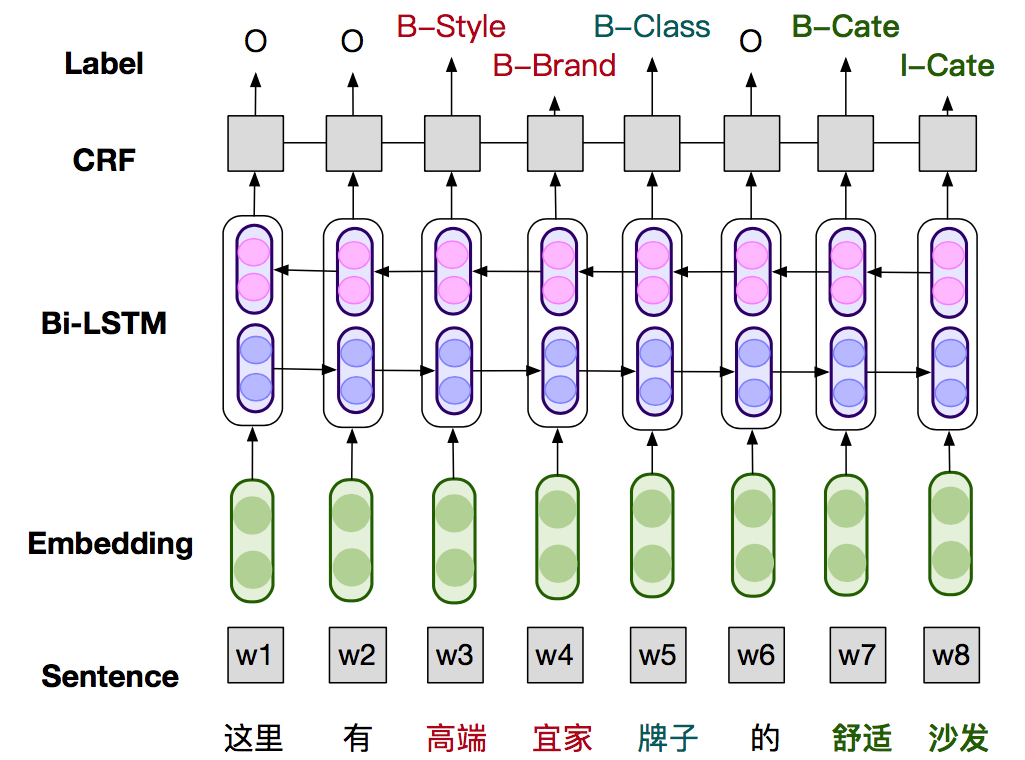 Label O O B–Style B–Brand B–Class O B–Cate I–Cate
CRF
Bi-LSTM
Embedding
Sentence w1 w2 w3 w4 w5 w6 w7 w8
这里 有 高端 宜家 牌子 的 舒适 沙发